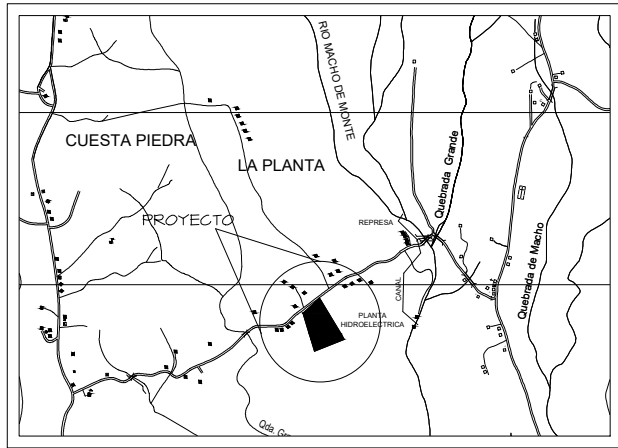 RIO MACHO DE MONTE
CUESTA PIEDRA
LA PLANTA
Quebrada Grande
PROYECTO
REPRESA
Quebrada de Macho
CANAL
PLANTA
HIDROELECTRICA
Qda.